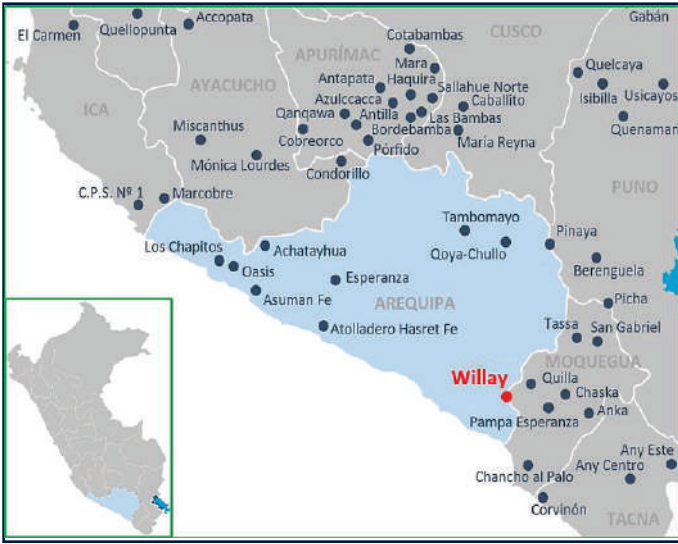 Gabán
Accopata
El Carmen
Quellopunta
Cotabambas
CUSCO
APURÍMAC
Mara
Haquira
Quelcaya
Antapata
AYACUCHO
Sallahue Norte
Isibilla
Usicayos
Azulccacca
Caballito
ICA
Qanqawa
Antilla
Las Bambas
Quenamari
Miscanthus
Cobreorco
Bordebamba
Maria Reyna
Pórfido
Mónica Lourdes
Condorillo
PUNO
C.P.S. Nº 1
Marcobre
Tambomayo
Los Chapitos
Achatayhua
Qoya-Chullo
Pinaya
Oasis
Esperanza
Berenguela
Asuman Fe
AREQUIPA
Picha
Atolladero Hasret Fe
Tassa
San Gabriel
MOQUEGUA
Willay
Quilla
Chaska
Pampa Esperanza
Anka
Any Este
Chancho al Palo
Any Centro
Corvinón
TACNA